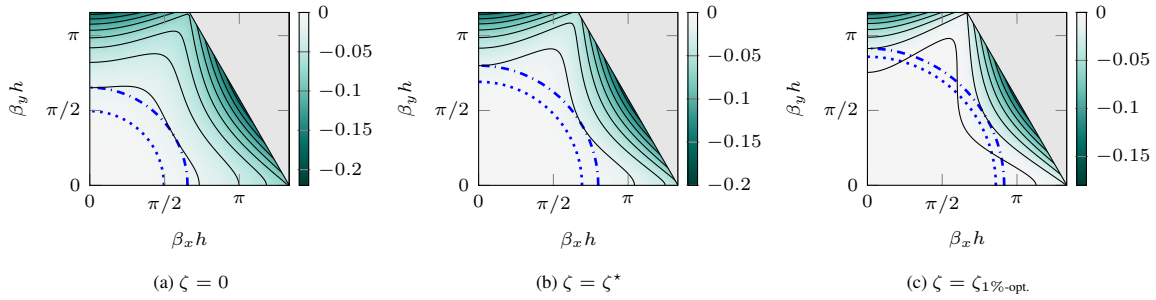 0
−0.05
−0.1
−0.15
−0.2
π
π/2
0
β_y h
0
π/2
π
β_x h
(a) ζ = 0
0
−0.05
−0.1
−0.15
−0.2
π
π/2
0
β_y h
0
π/2
π
β_x h
(b) ζ = ζ⋆
0
−0.05
−0.1
−0.15
π
π/2
0
β_y h
0
π/2
π
β_x h
(c) ζ = ζ_{1%-opt.}